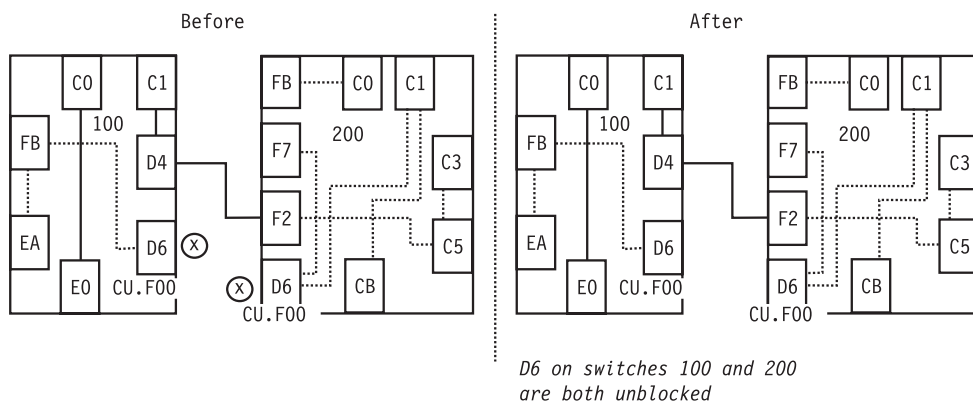 Before
After
C0
C1
100
FB
D4
EA
D6
X
E0
CU.F00
FB
C0
C1
200
F7
C3
F2
C5
X
D6
CB
CU.F00
C0
C1
100
FB
D4
EA
D6
E0
CU.F00
FB
C0
C1
200
F7
C3
F2
C5
D6
CB
CU.F00
D6 on switches 100 and 200
are both unblocked